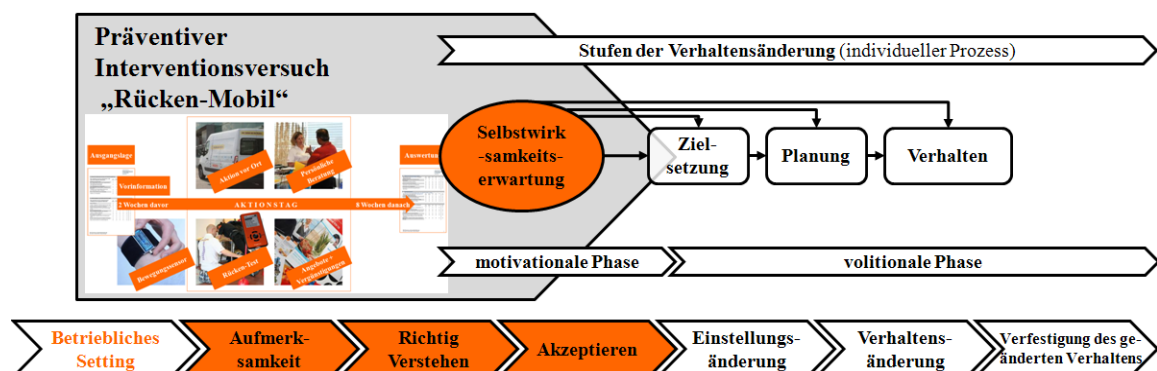 Präventiver
Interventionsversuch
„Rücken-Mobil“
Stufen der Verhaltensänderung (individueller Prozess)
Selbstwirk
-samkeits-
erwartung
Ziel-
setzung
Planung
Verhalten
Ausgangslage
Vorinformation
Aktion vor Ort
Persönliche
Beratung
Auswertung
2 Wochen davor
AKTIONSTAG
8 Wochen danach
Bewegungssensor
Rücken-Test
Angebote +
Vergünstigungen
motivationale Phase
volitionale Phase
Betriebliches
Setting
Aufmerk-
samkeit
Richtig
Verstehen
Akzeptieren
Einstellungs-
änderung
Verhaltens-
änderung
Verfestigung des ge-
änderten Verhaltens